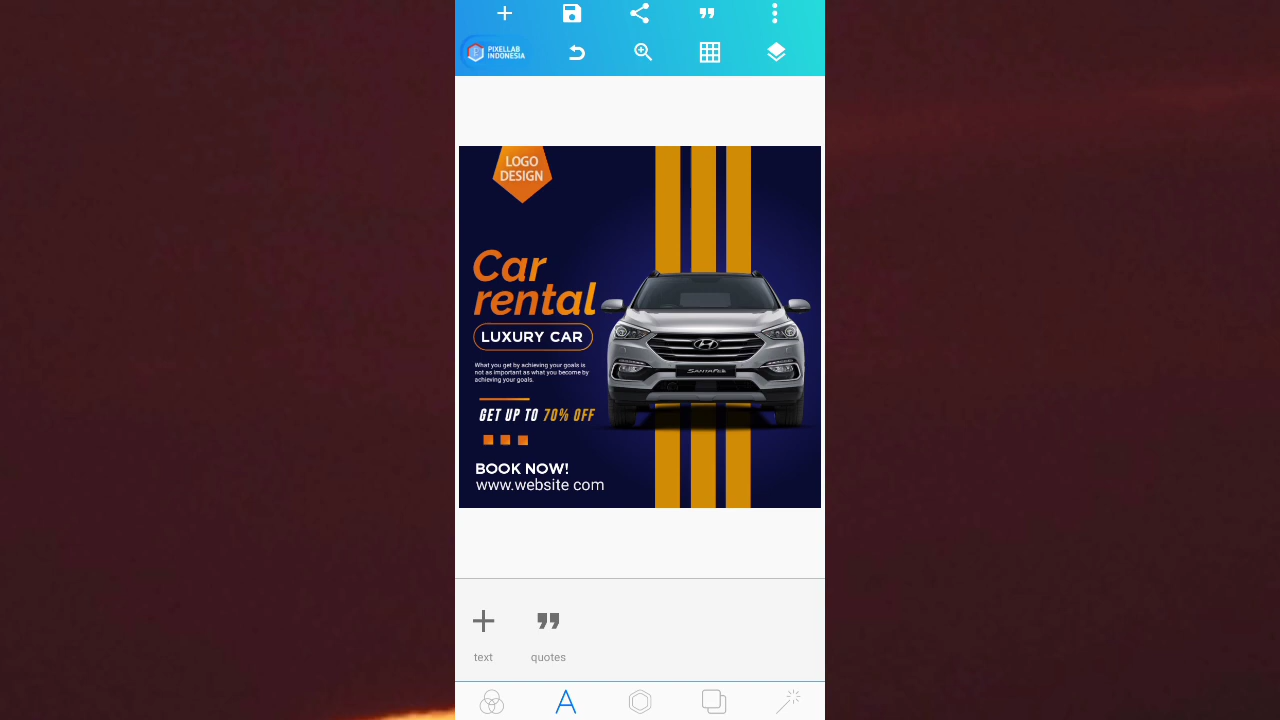 PIXELLAB
INDONESIA
LOGO
DESIGN
Car
rental
LUXURY CAR
What you get by achieving your goals is
not as important as what you become by
achieving your goals.
GET UP TO 70% OFF
BOOK NOW!
www.website com
SANTA FE
text
quotes